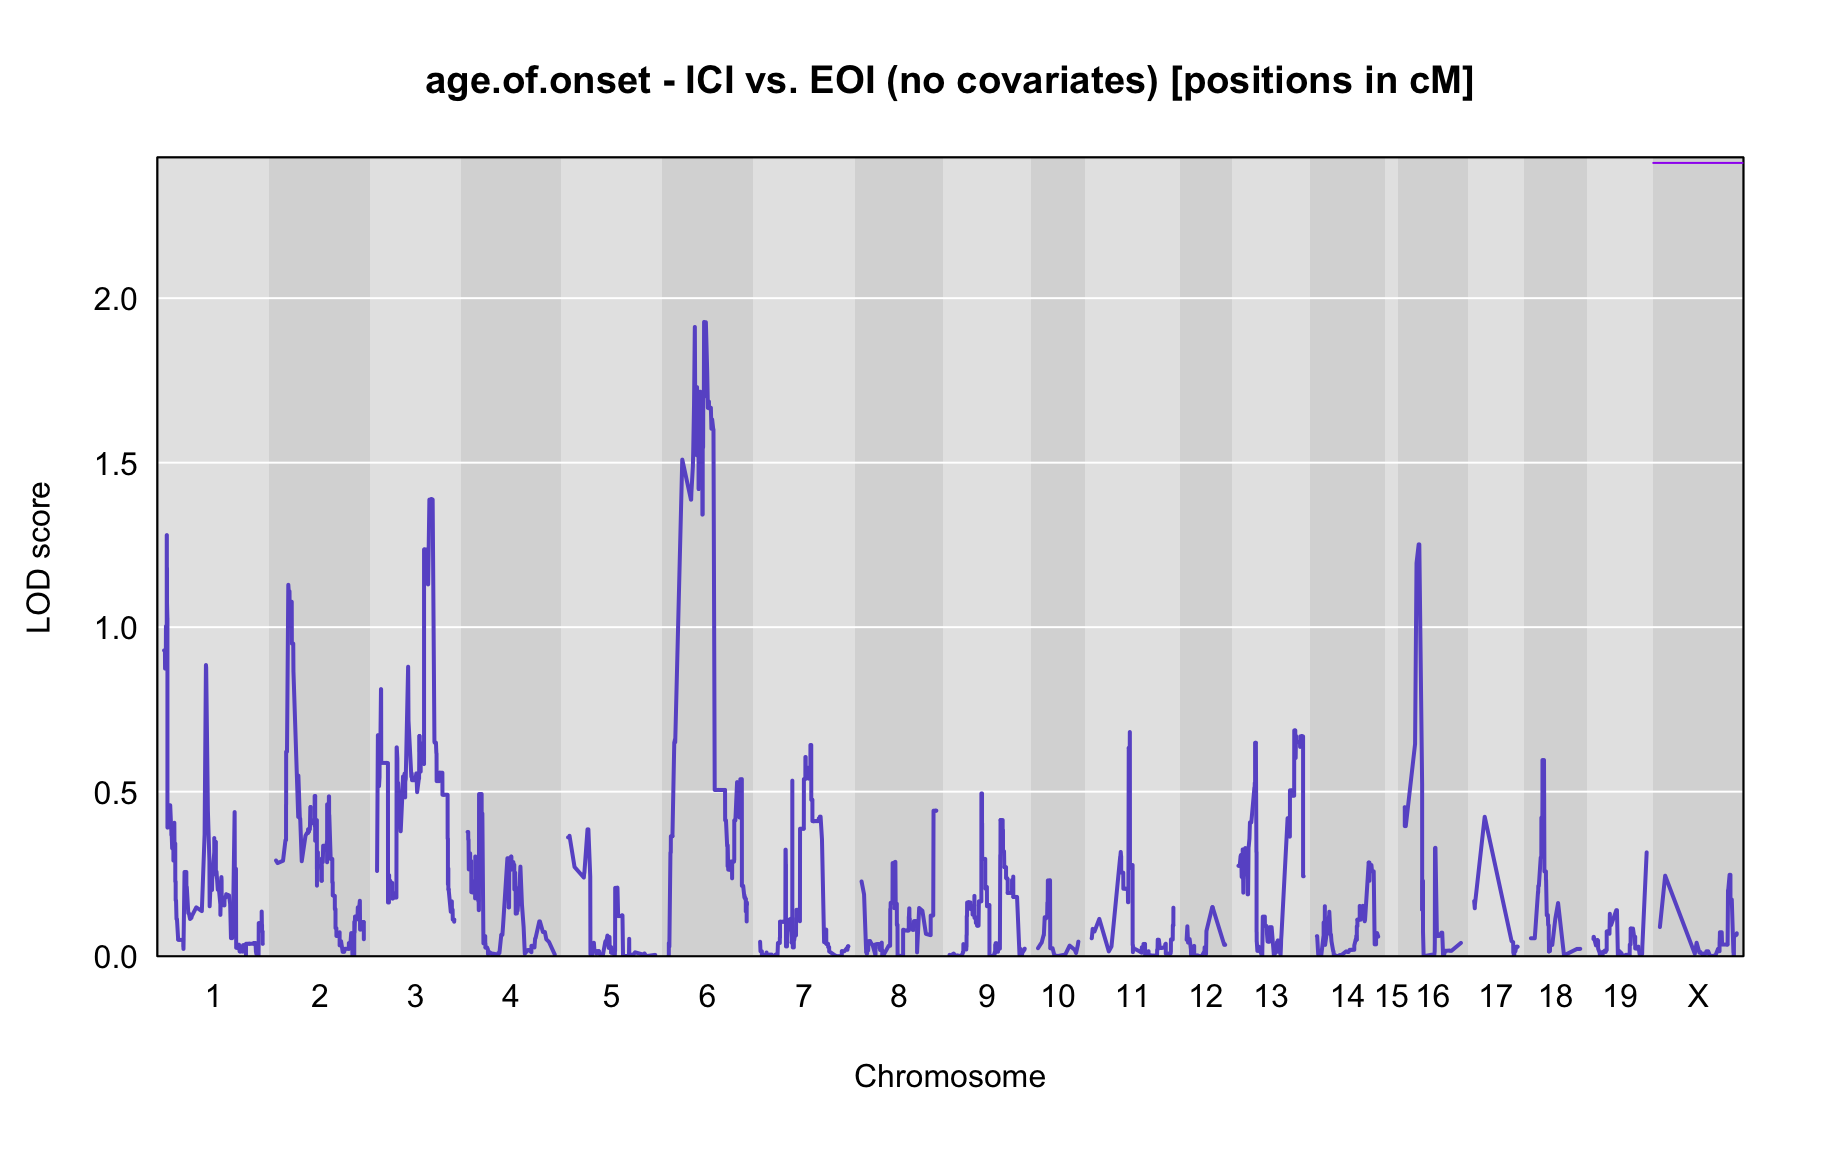 age.of.onset - ICI vs. EOI (no covariates) [positions in cM]
LOD score
2.0
1.5
1.0
0.5
0.0
1 2 3 4 5 6 7 8 9 10 11 12 13 14 15 16 17 18 19 X
Chromosome